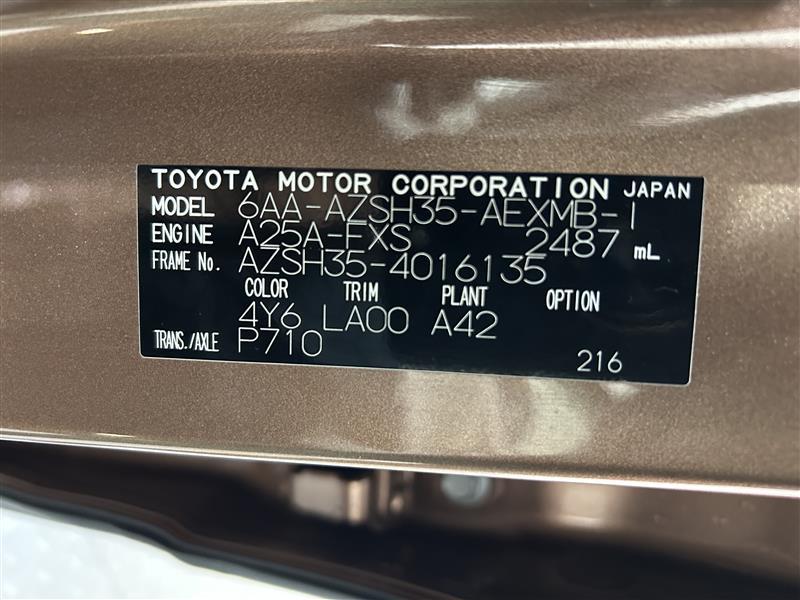 TOYOTA MOTOR CORPORATION JAPAN
MODEL 6AA-AZSH35-AEXMB-I
ENGINE A25A-FXS 2487 mL
FRAME No. AZSH35-4016135
COLOR TRIM PLANT OPTION
4Y6 LA00 A42
TRANS./AXLE P710
216